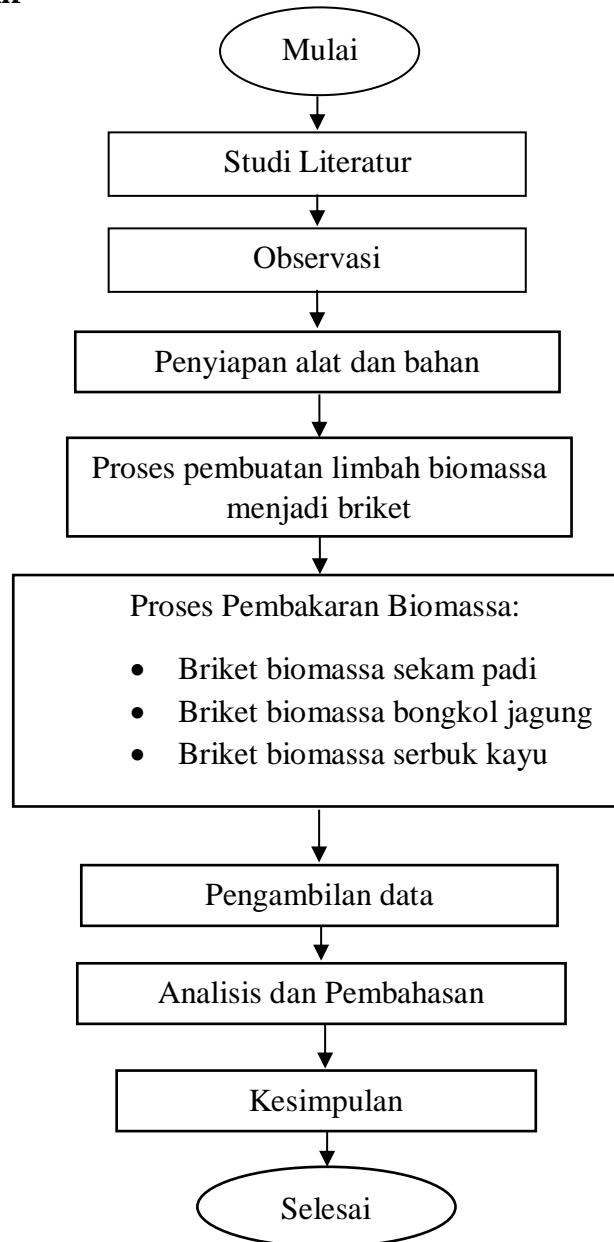 Mulai
Studi Literatur
Observasi
Penyiapan alat dan bahan
Proses pembuatan limbah biomassa
menjadi briket
Proses Pembakaran Biomassa:
• Briket biomassa sekam padi
• Briket biomassa bongkol jagung
• Briket biomassa serbuk kayu
Pengambilan data
Analisis dan Pembahasan
Kesimpulan
Selesai